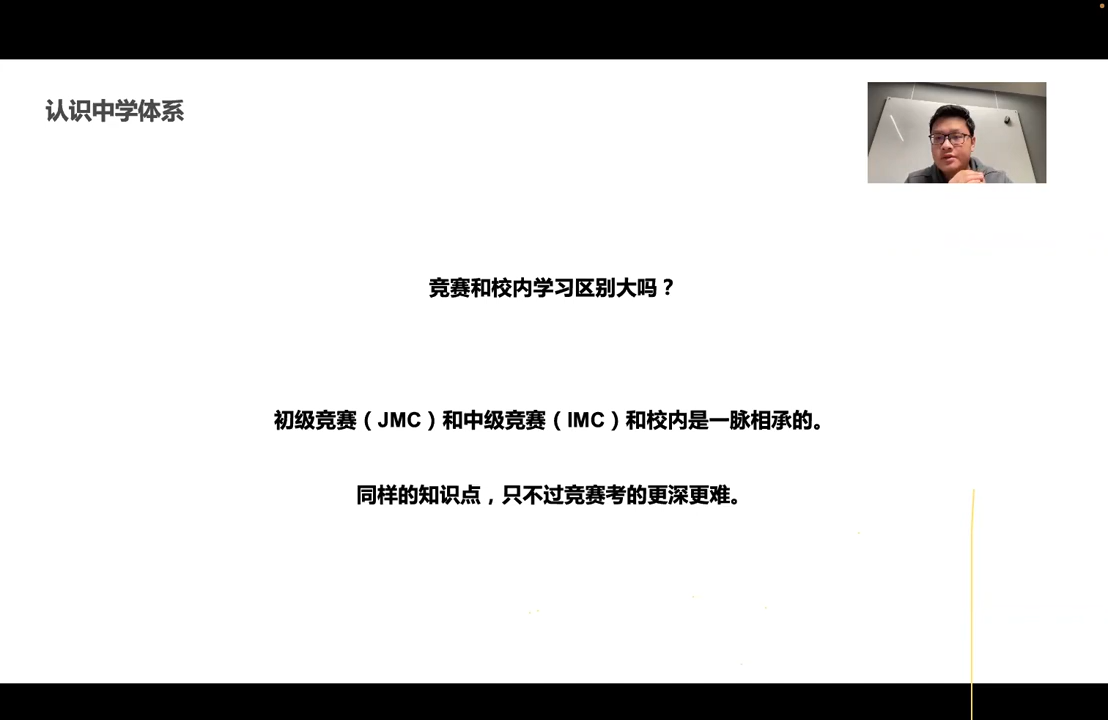 认识中学体系
竞赛和校内学习区别大吗？
初级竞赛（JMC）和中级竞赛（IMC）和校内是一脉相承的。
同样的知识点，只不过竞赛考的更深更难。